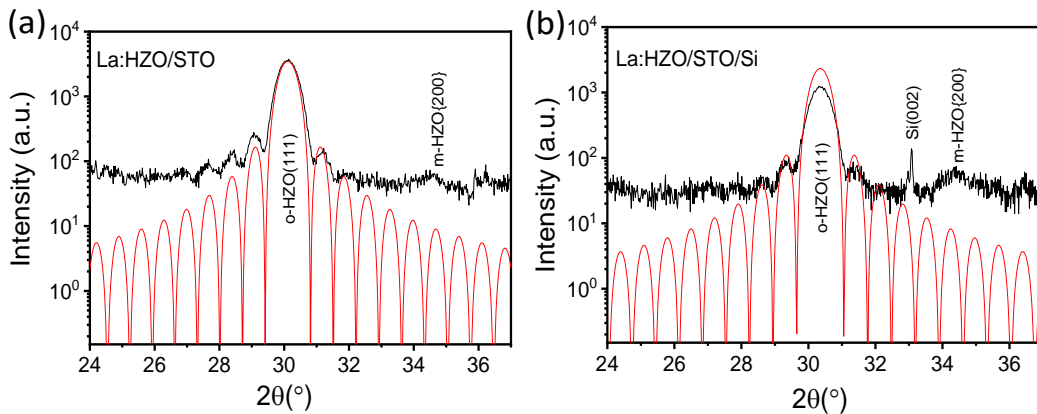 (a)
La:HZO/STO
o-HZO(111)
m-HZO{200}
Intensity (a.u.)
10⁴
10³
10²
10¹
10⁰
24 26 28 30 32 34 36
2θ(°)
(b)
La:HZO/STO/Si
o-HZO(111)
Si(002)
m-HZO{200}
Intensity (a.u.)
10⁴
10³
10²
10¹
10⁰
24 26 28 30 32 34 36
2θ(°)